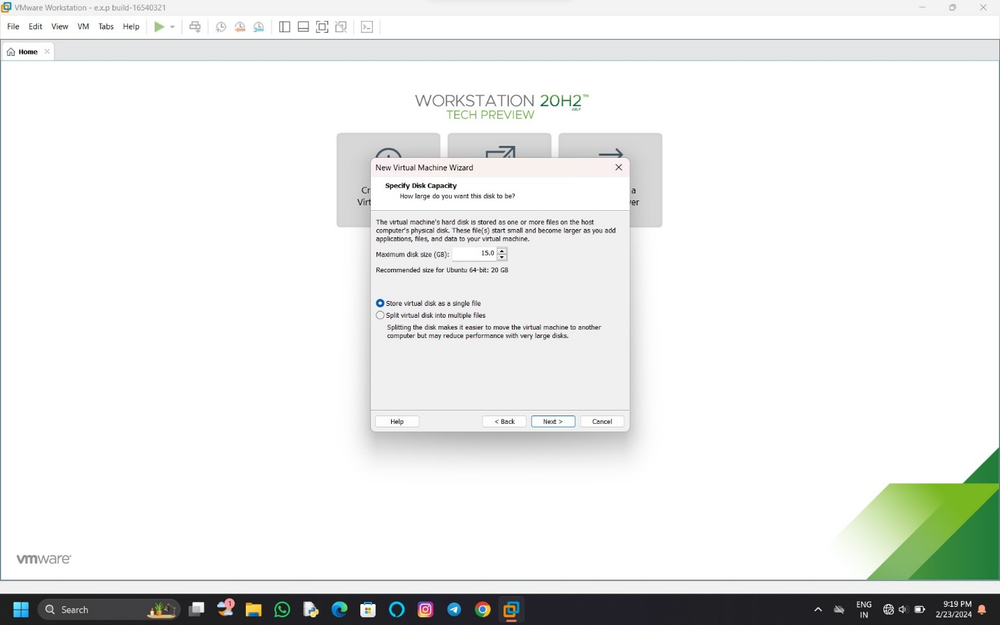 VMware Workstation - e.x.p build-16540321
File Edit View VM Tabs Help
Home
WORKSTATION 20H2™
JULY
TECH PREVIEW
Cr
Virt
a
er
New Virtual Machine Wizard
Specify Disk Capacity
How large do you want this disk to be?
The virtual machine's hard disk is stored as one or more files on the host
computer's physical disk. These file(s) start small and become larger as you add
applications, files, and data to your virtual machine.
Maximum disk size (GB): 15.0
Recommended size for Ubuntu 64-bit: 20 GB
Store virtual disk as a single file
Split virtual disk into multiple files
Splitting the disk makes it easier to move the virtual machine to another
computer but may reduce performance with very large disks.
Help < Back Next > Cancel
vmware®
Search
1
ENG
IN
9:19 PM
2/23/2024